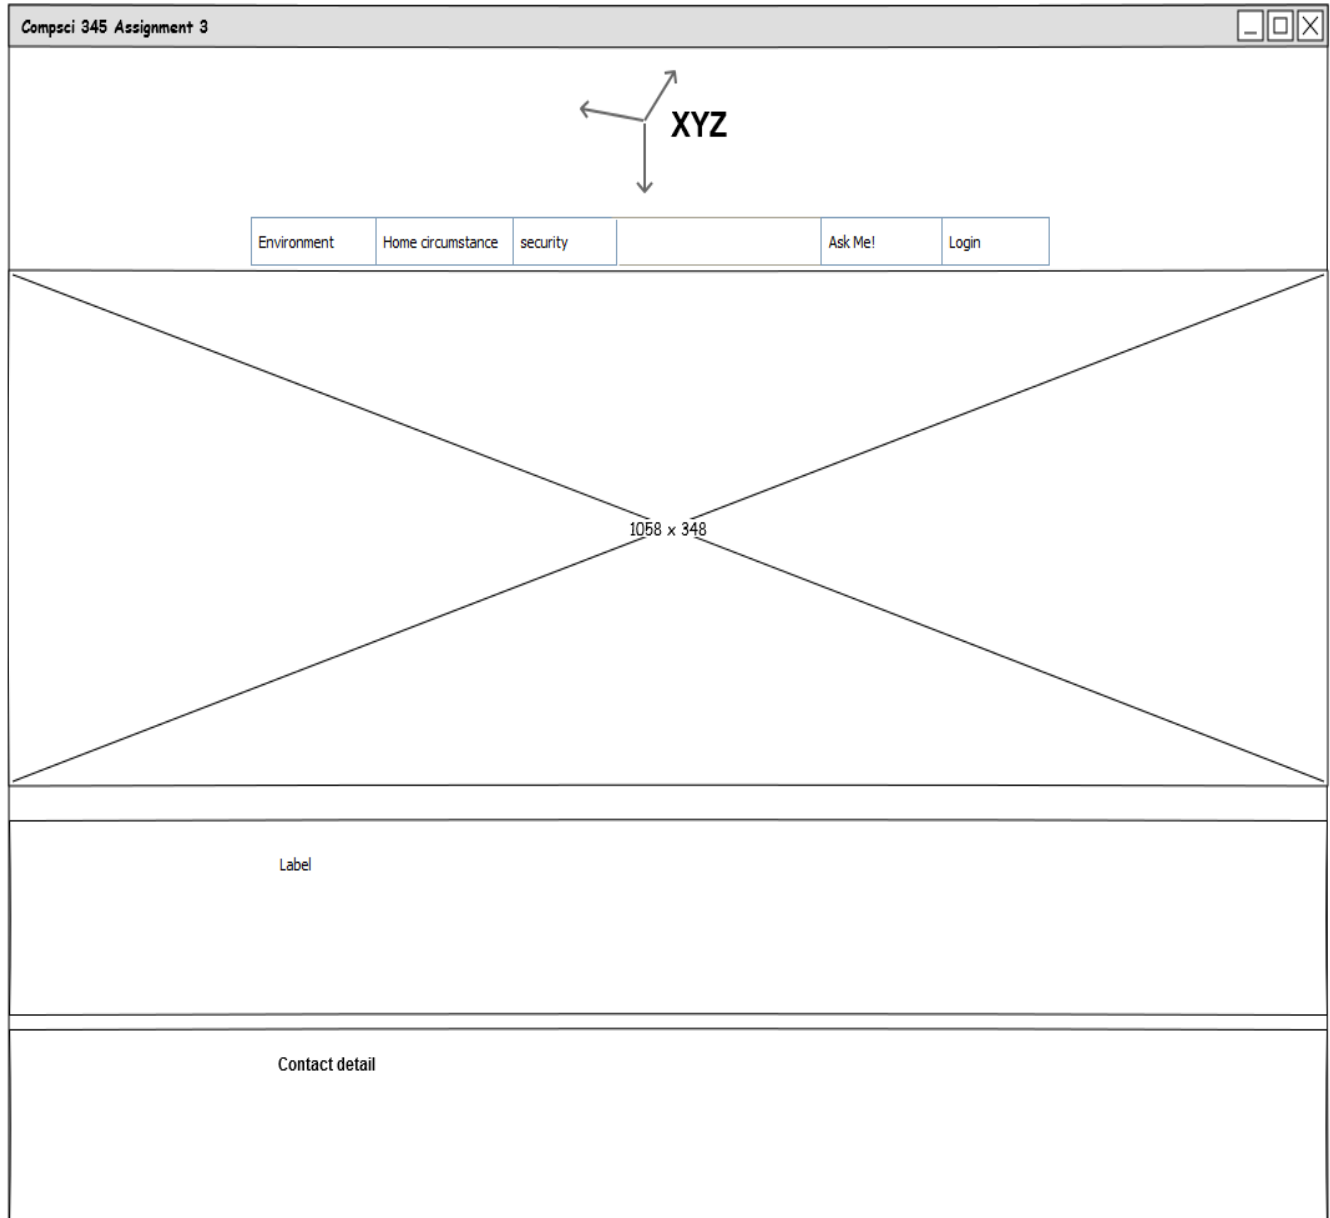 Compsci 345 Assignment 3
XYZ
Environment Home circumstance security Ask Me! Login
1058 x 348
Label
Contact detail